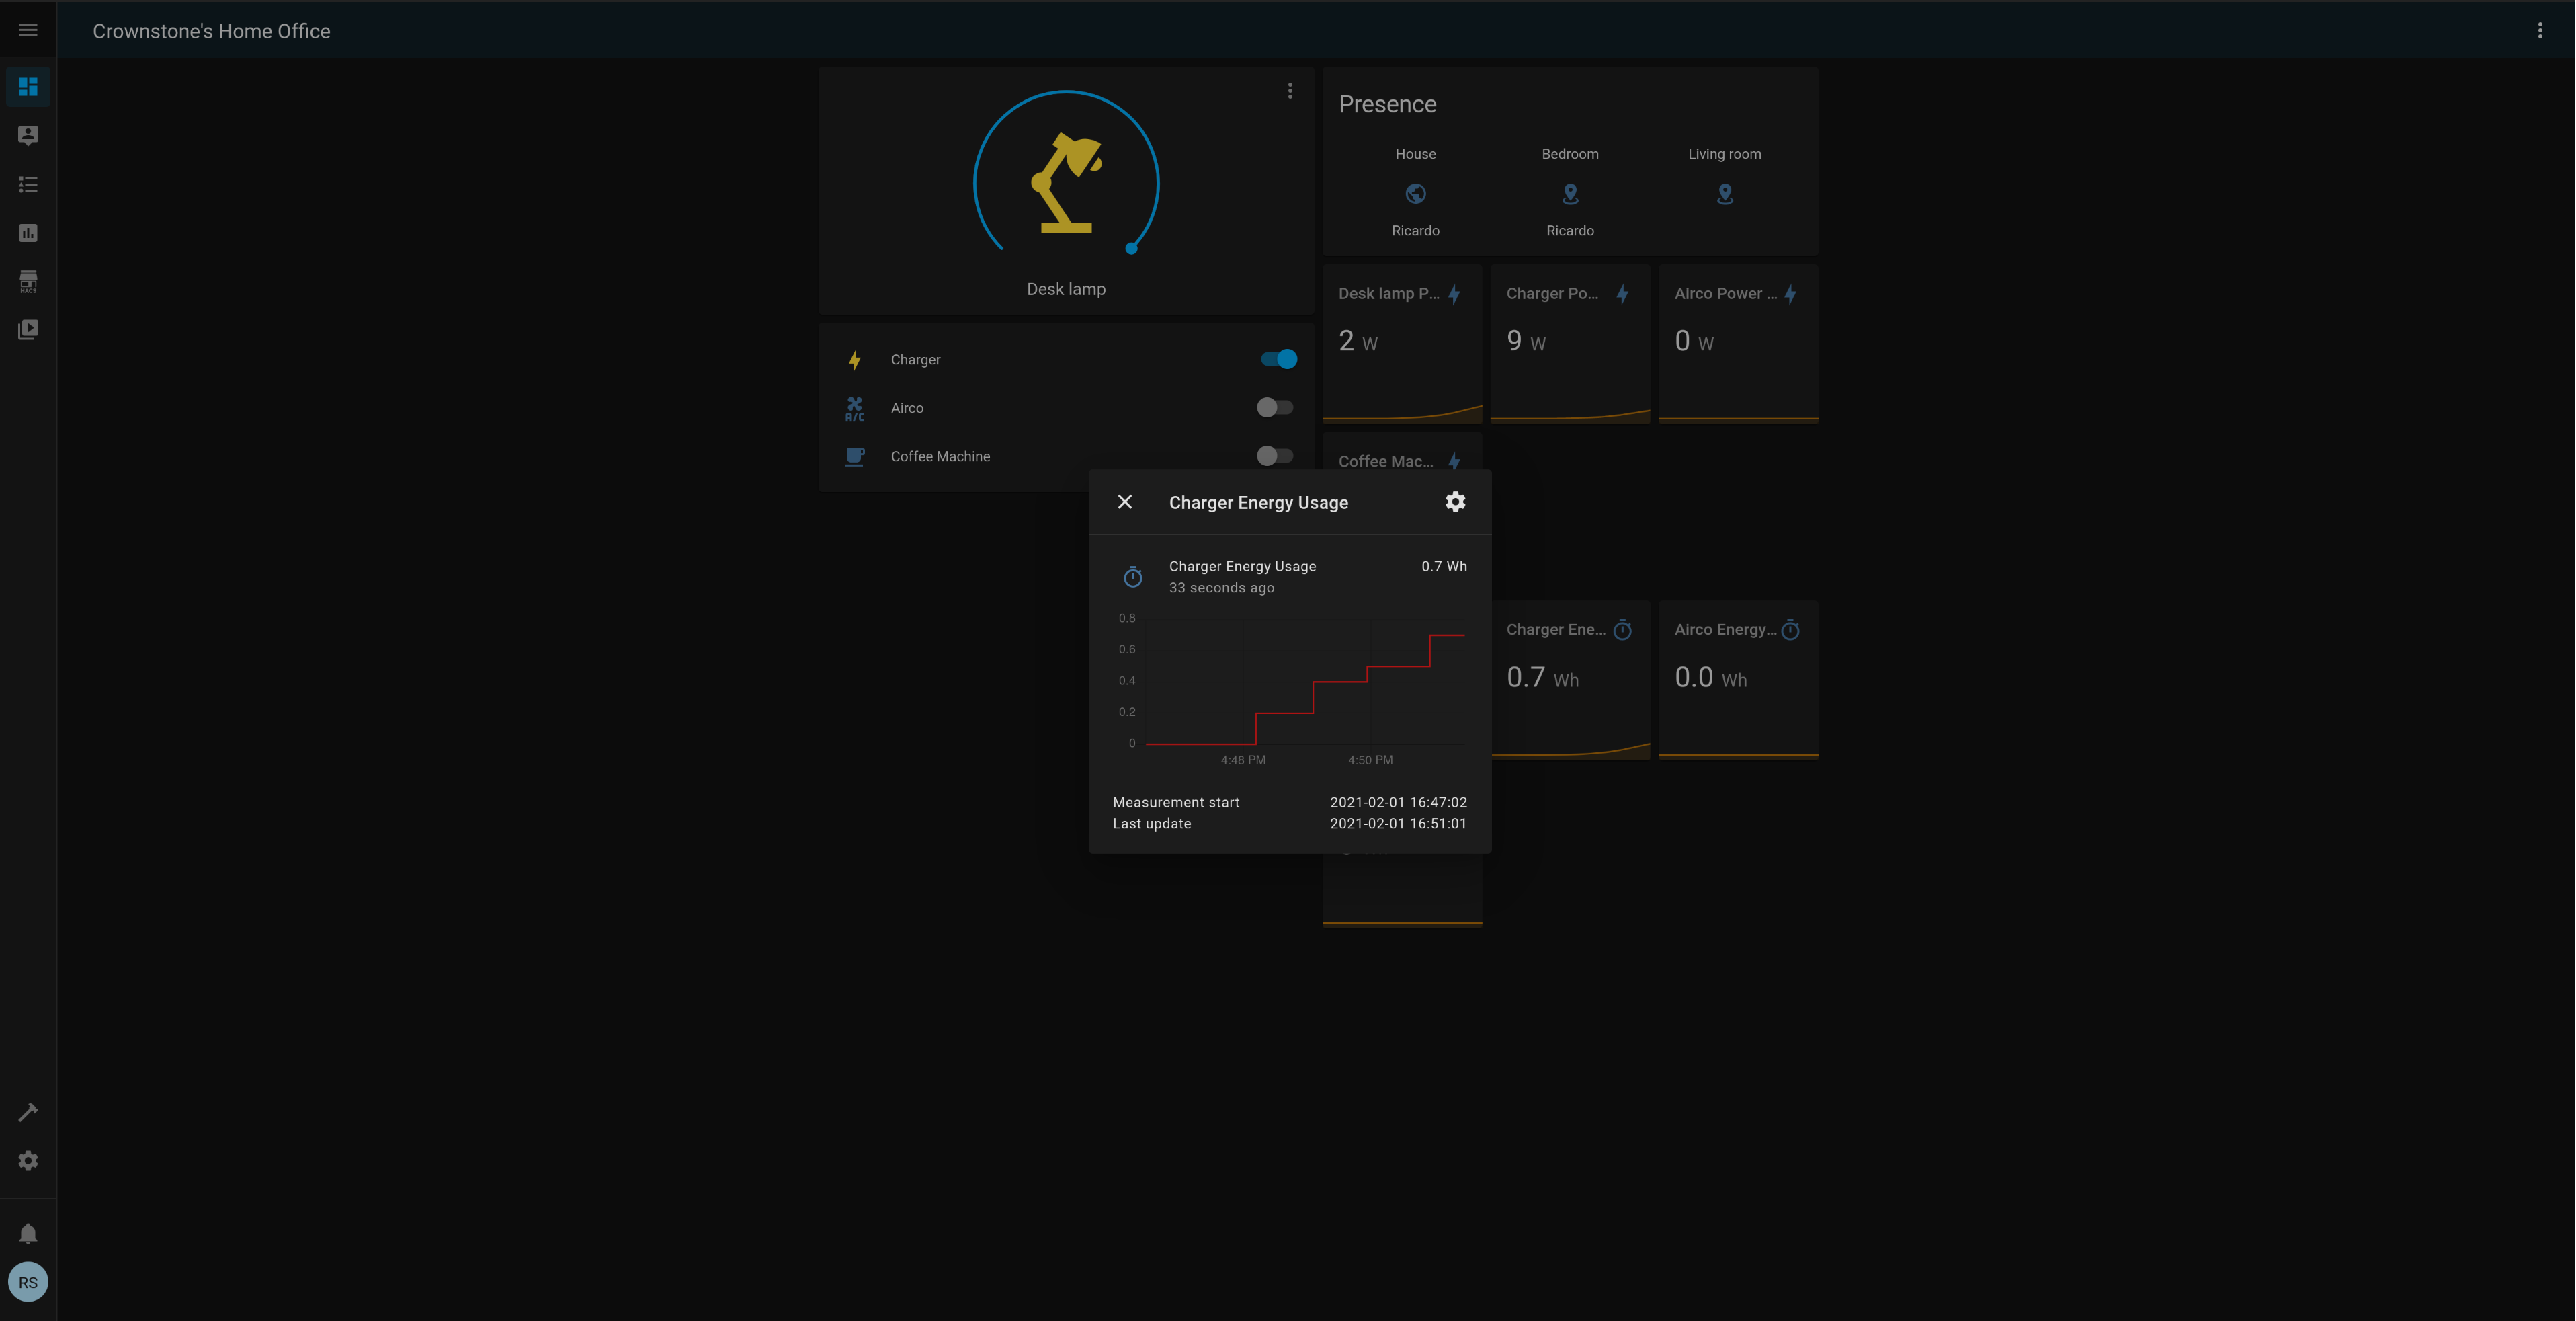 Crownstone's Home Office
HACS
RS
Desk lamp
Charger
A/C
Airco
Coffee Machine
Presence
House
Bedroom
Living room
Ricardo
Ricardo
Desk lamp P...
2 W
Charger Po...
9 W
Airco Power ...
0 W
Coffee Mac...
Charger Energy Usage
Charger Energy Usage
0.7 Wh
33 seconds ago
0.8
0.6
0.4
0.2
0
4:48 PM
4:50 PM
Measurement start
2021-02-01 16:47:02
Last update
2021-02-01 16:51:01
Charger Ene...
0.7 Wh
Airco Energy...
0.0 Wh